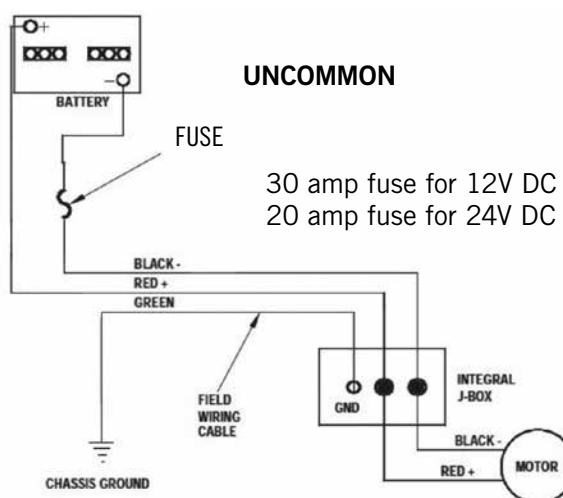 +
-
BATTERY
UNCOMMON
FUSE
30 amp fuse for 12V DC
20 amp fuse for 24V DC
BLACK -
RED +
GREEN
GND
INTEGRAL
J-BOX
FIELD
WIRING
CABLE
BLACK -
RED +
MOTOR
CHASSIS GROUND